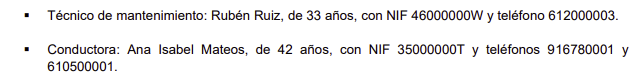 ▪ Técnico de mantenimiento: Rubén Ruiz, de 33 años, con NIF 46000000W y teléfono 612000003.
▪ Conductora: Ana Isabel Mateos, de 42 años, con NIF 35000000T y teléfonos 916780001 y
610500001.